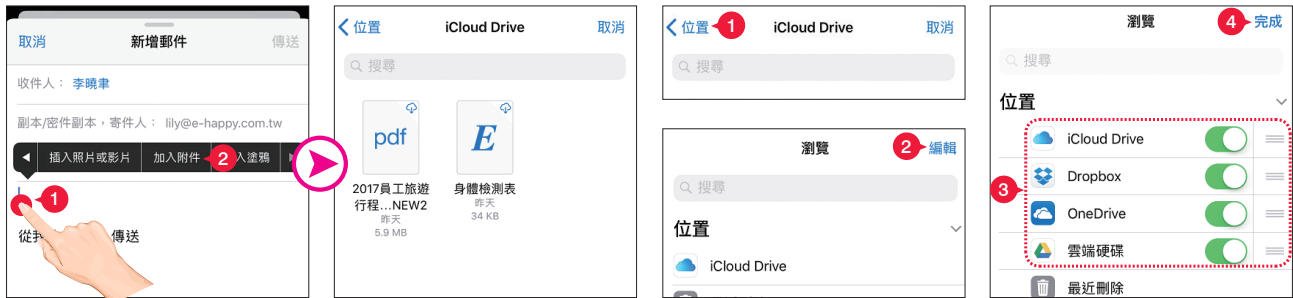 取消
新增郵件
傳送
收件人： 李曉聿
副本/密件副本，寄件人： lily@e-happy.com.tw
插入照片或影片
加入附件
2
入塗鴉
1
傳送
位置
iCloud Drive
取消
搜尋
pdf
E
2017員工旅遊
行程...NEW2
昨天
5.9 MB
身體檢測表
昨天
34 KB
位置
1
iCloud Drive
取消
搜尋
瀏覽
2
編輯
搜尋
位置
iCloud Drive
瀏覽
4
完成
搜尋
位置
3
iCloud Drive
Dropbox
OneDrive
雲端硬碟
最近刪除